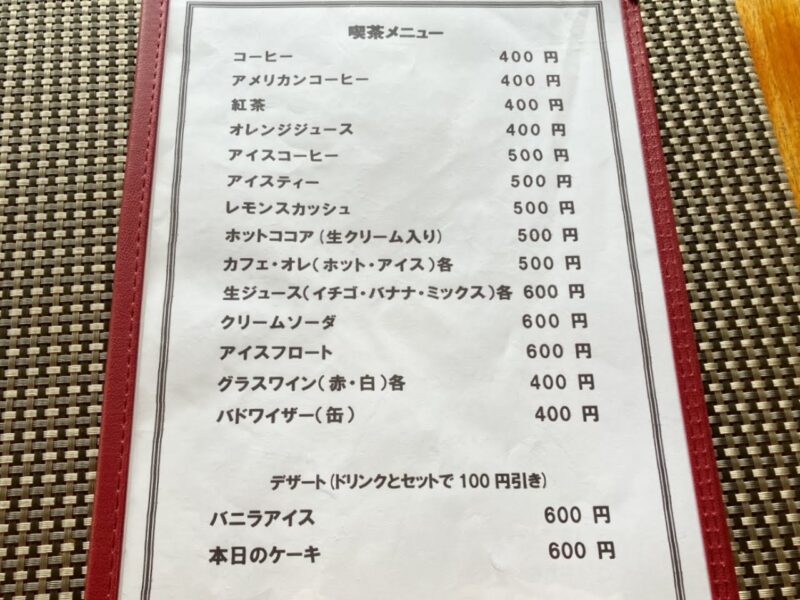 喫茶メニュー
コーヒー 400 円
アメリカンコーヒー 400 円
紅茶 400 円
オレンジジュース 400 円
アイスコーヒー 500 円
アイスティー 500 円
レモンスカッシュ 500 円
ホットココア(生クリーム入り) 500 円
カフェ・オレ(ホット・アイス)各 500 円
生ジュース(イチゴ・バナナ・ミックス)各 600 円
クリームソーダ 600 円
アイスフロート 600 円
グラスワイン(赤・白)各 400 円
バドワイザー(缶) 400 円
デザート(ドリンクとセットで100円引き)
バニラアイス 600 円
本日のケーキ 600 円